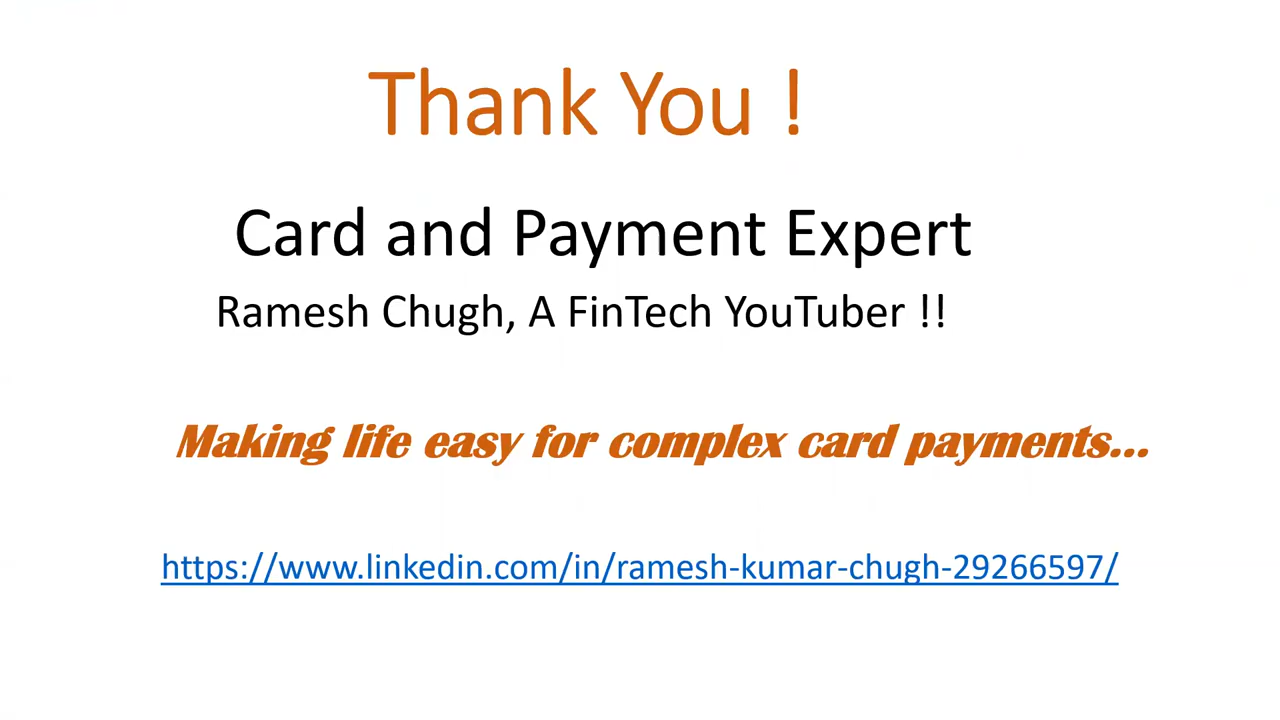 Thank You !
Card and Payment Expert
Ramesh Chugh, A FinTech YouTuber !!
Making life easy for complex card payments...
https://www.linkedin.com/in/ramesh-kumar-chugh-29266597/